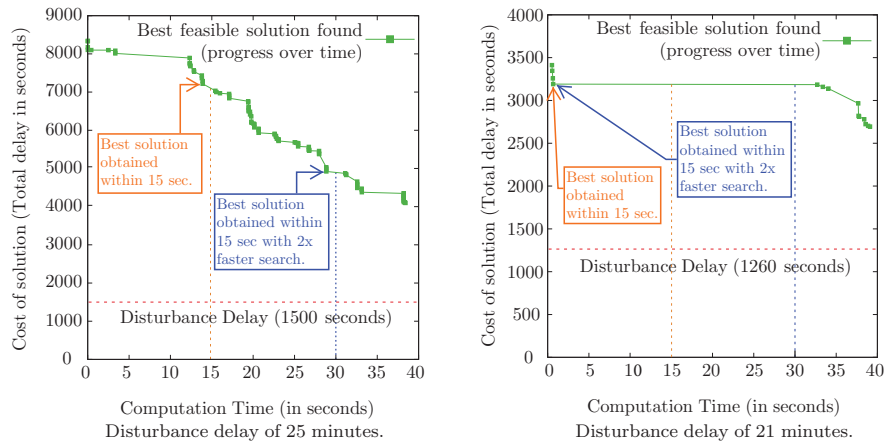 Best feasible solution found
(progress over time)
Cost of solution (Total delay in seconds)
9000
8000
7000
6000
5000
4000
3000
2000
1000
0
Best solution
obtained
within 15 sec.
Best solution
obtained within
15 sec with 2x
faster search.
Disturbance Delay (1500 seconds)
0 5 10 15 20 25 30 35 40
Computation Time (in seconds)
Disturbance delay of 25 minutes.
Best feasible solution found
(progress over time)
Cost of solution (Total delay in seconds)
4000
3500
3000
2500
2000
1500
1000
500
0
Best solution
obtained within
15 sec with 2x
faster search.
Best solution
obtained
within 15 sec.
Disturbance Delay (1260 seconds)
0 5 10 15 20 25 30 35 40
Computation Time (in seconds)
Disturbance delay of 21 minutes.